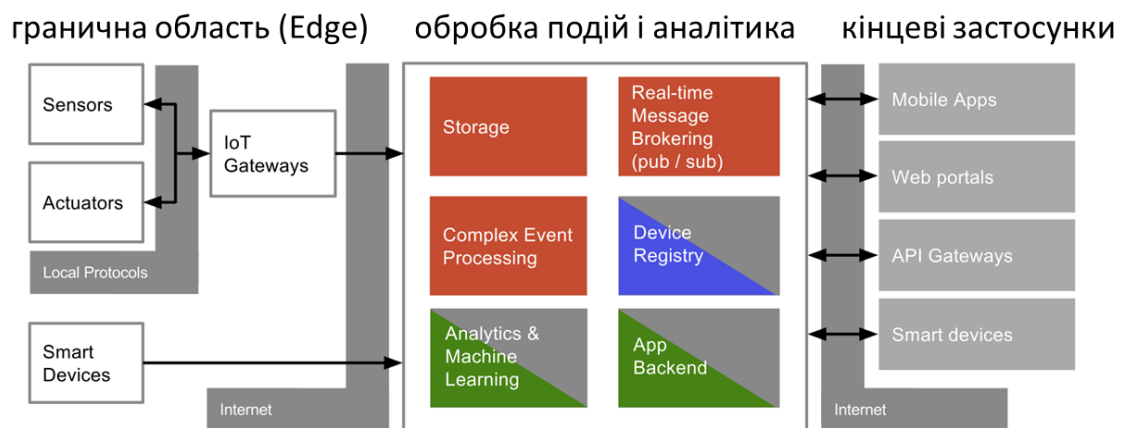 гранична область (Edge)
обробка подій і аналітика
кінцеві застосунки
Sensors
Actuators
Local Protocols
IoT
Gateways
Smart
Devices
Internet
Storage
Real-time
Message
Brokering
(pub / sub)
Complex Event
Processing
Device
Registry
Analytics &
Machine
Learning
App
Backend
Mobile Apps
Web portals
API Gateways
Smart devices
Internet